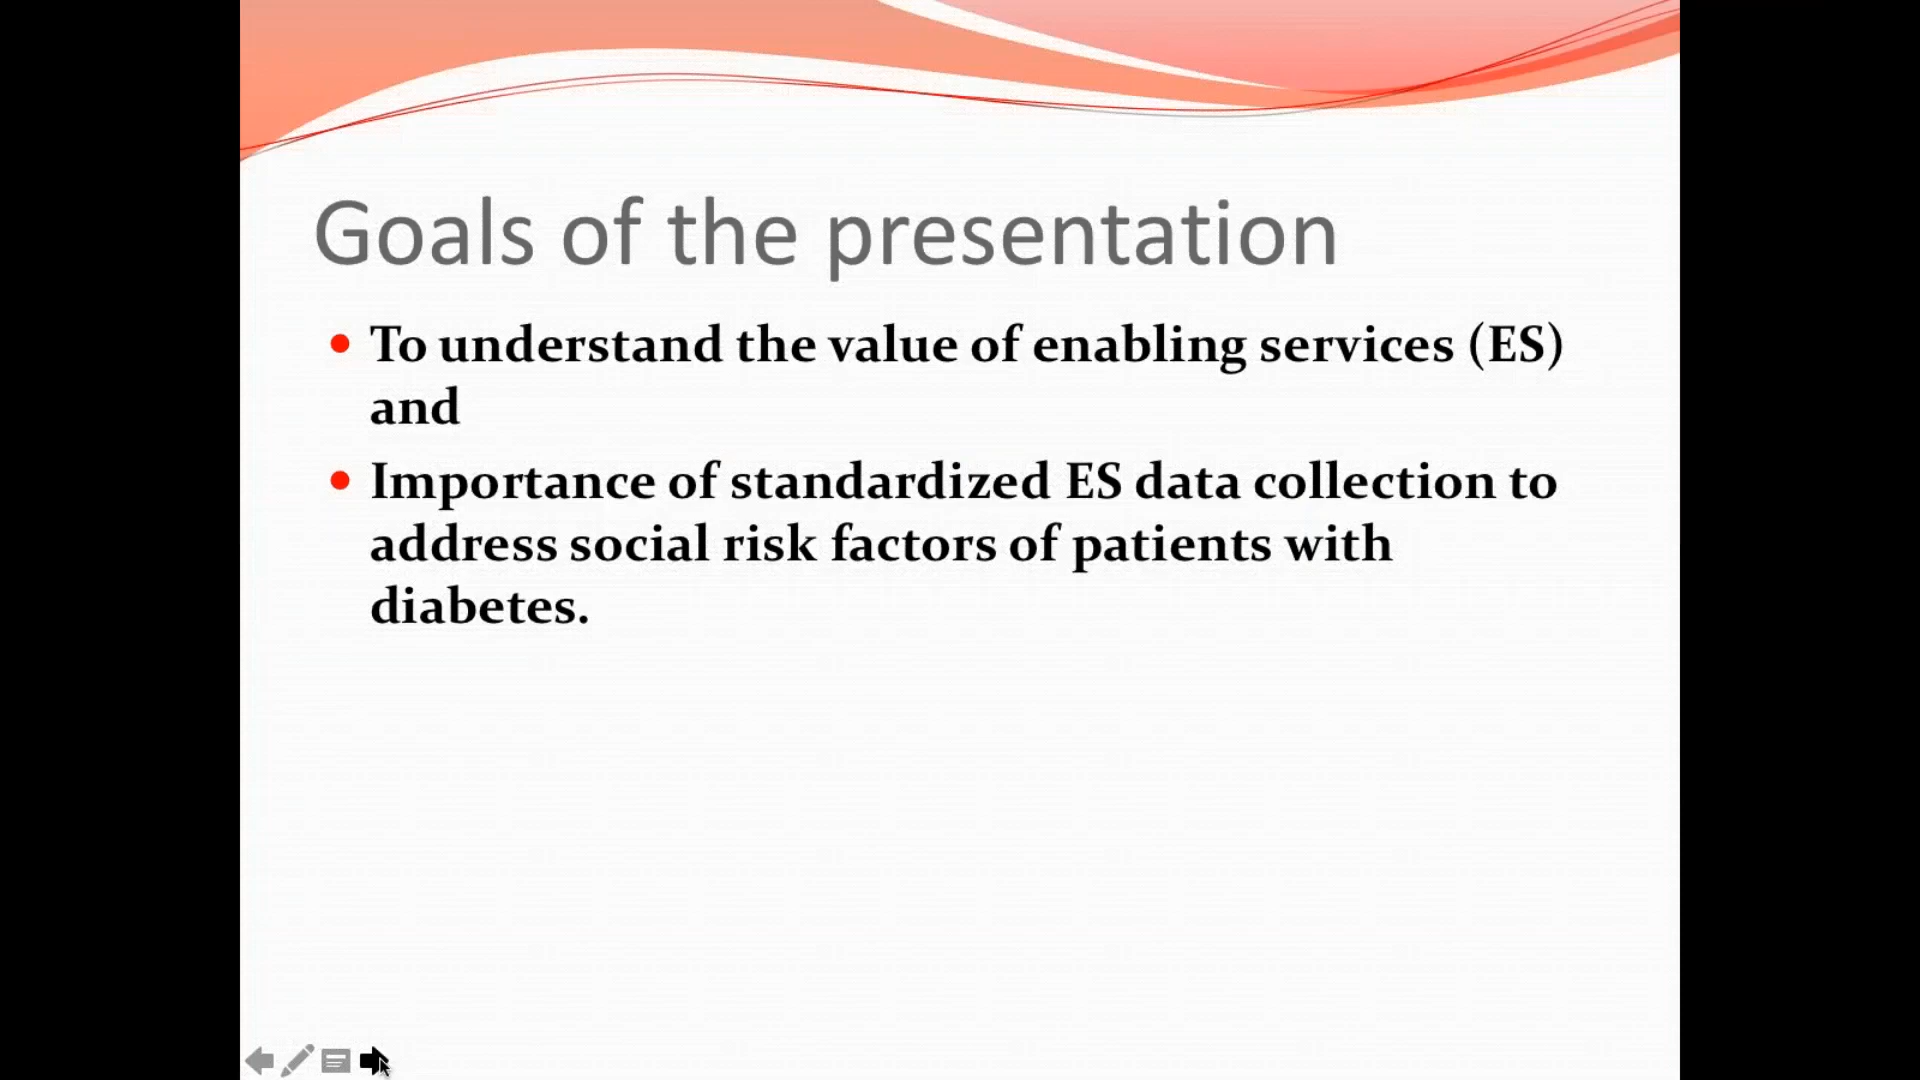 Goals of the presentation
To understand the value of enabling services (ES)
and
Importance of standardized ES data collection to
address social risk factors of patients with
diabetes.